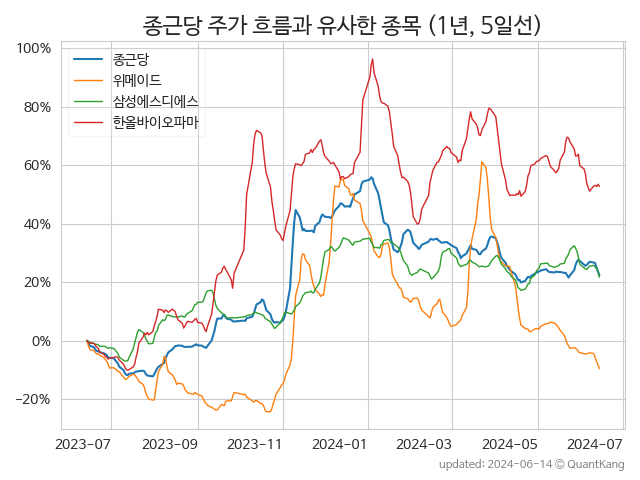 종근당 주가 흐름과 유사한 종목 (1년, 5일선)
100%
80%
60%
40%
20%
0%
−20%
종근당
위메이드
삼성에스디에스
한올바이오파마
2023-07
2023-09
2023-11
2024-01
2024-03
2024-05
2024-07
updated: 2024-06-14 © QuantKang